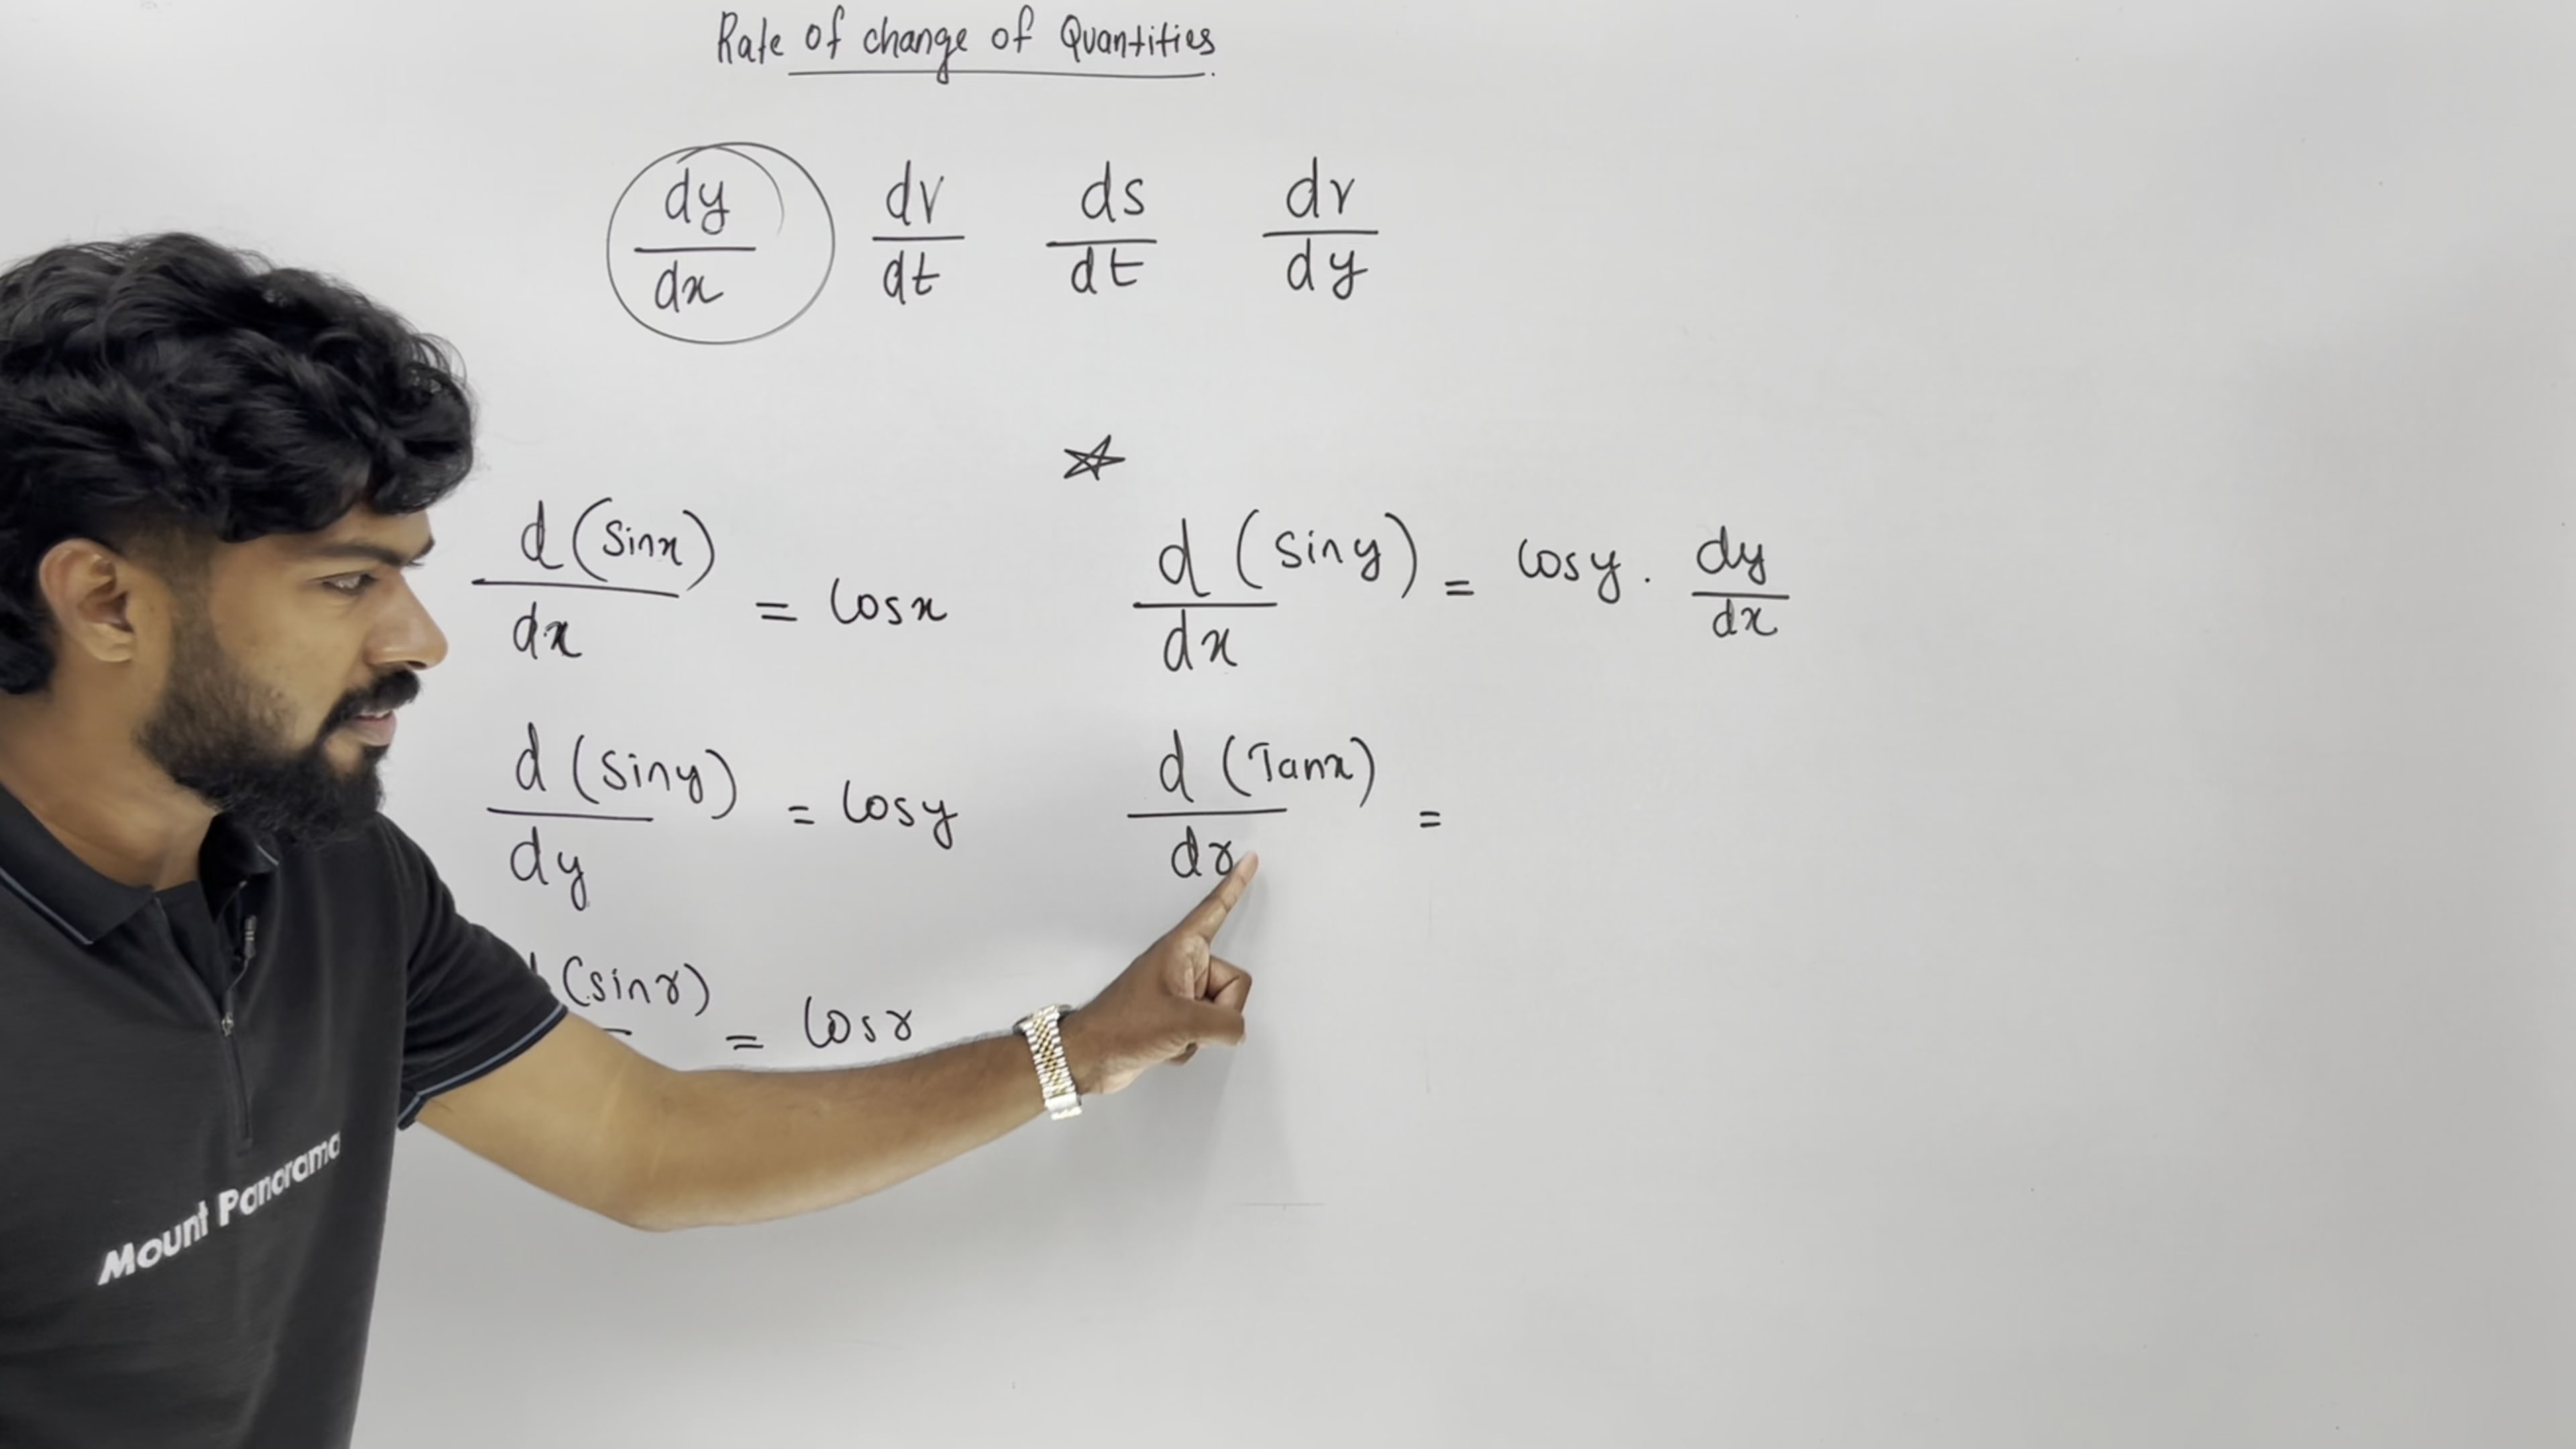 Rate of change of Quantities.
dy/dx dv/dt ds/dt dr/dy
d(Sinx)/dx = Cosx
d(Siny)/dx = Cosy . dy/dx
d(Siny)/dy = Cosy
d(Tanx)/dr =
(Sinr) = Cosr
Mount Panorama